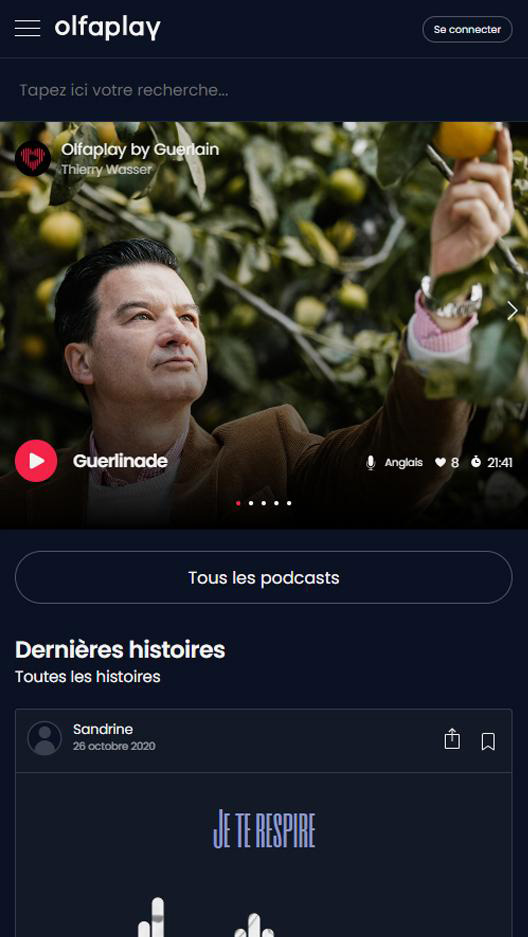 olfaplay
Se connecter
Tapez ici votre recherche...
Olfaplay by Guerlain
Thierry Wasser
Guerlinade
Anglais 8 21:41
Tous les podcasts
Dernières histoires
Toutes les histoires
Sandrine
26 octobre 2020
JE TE RESPIRE